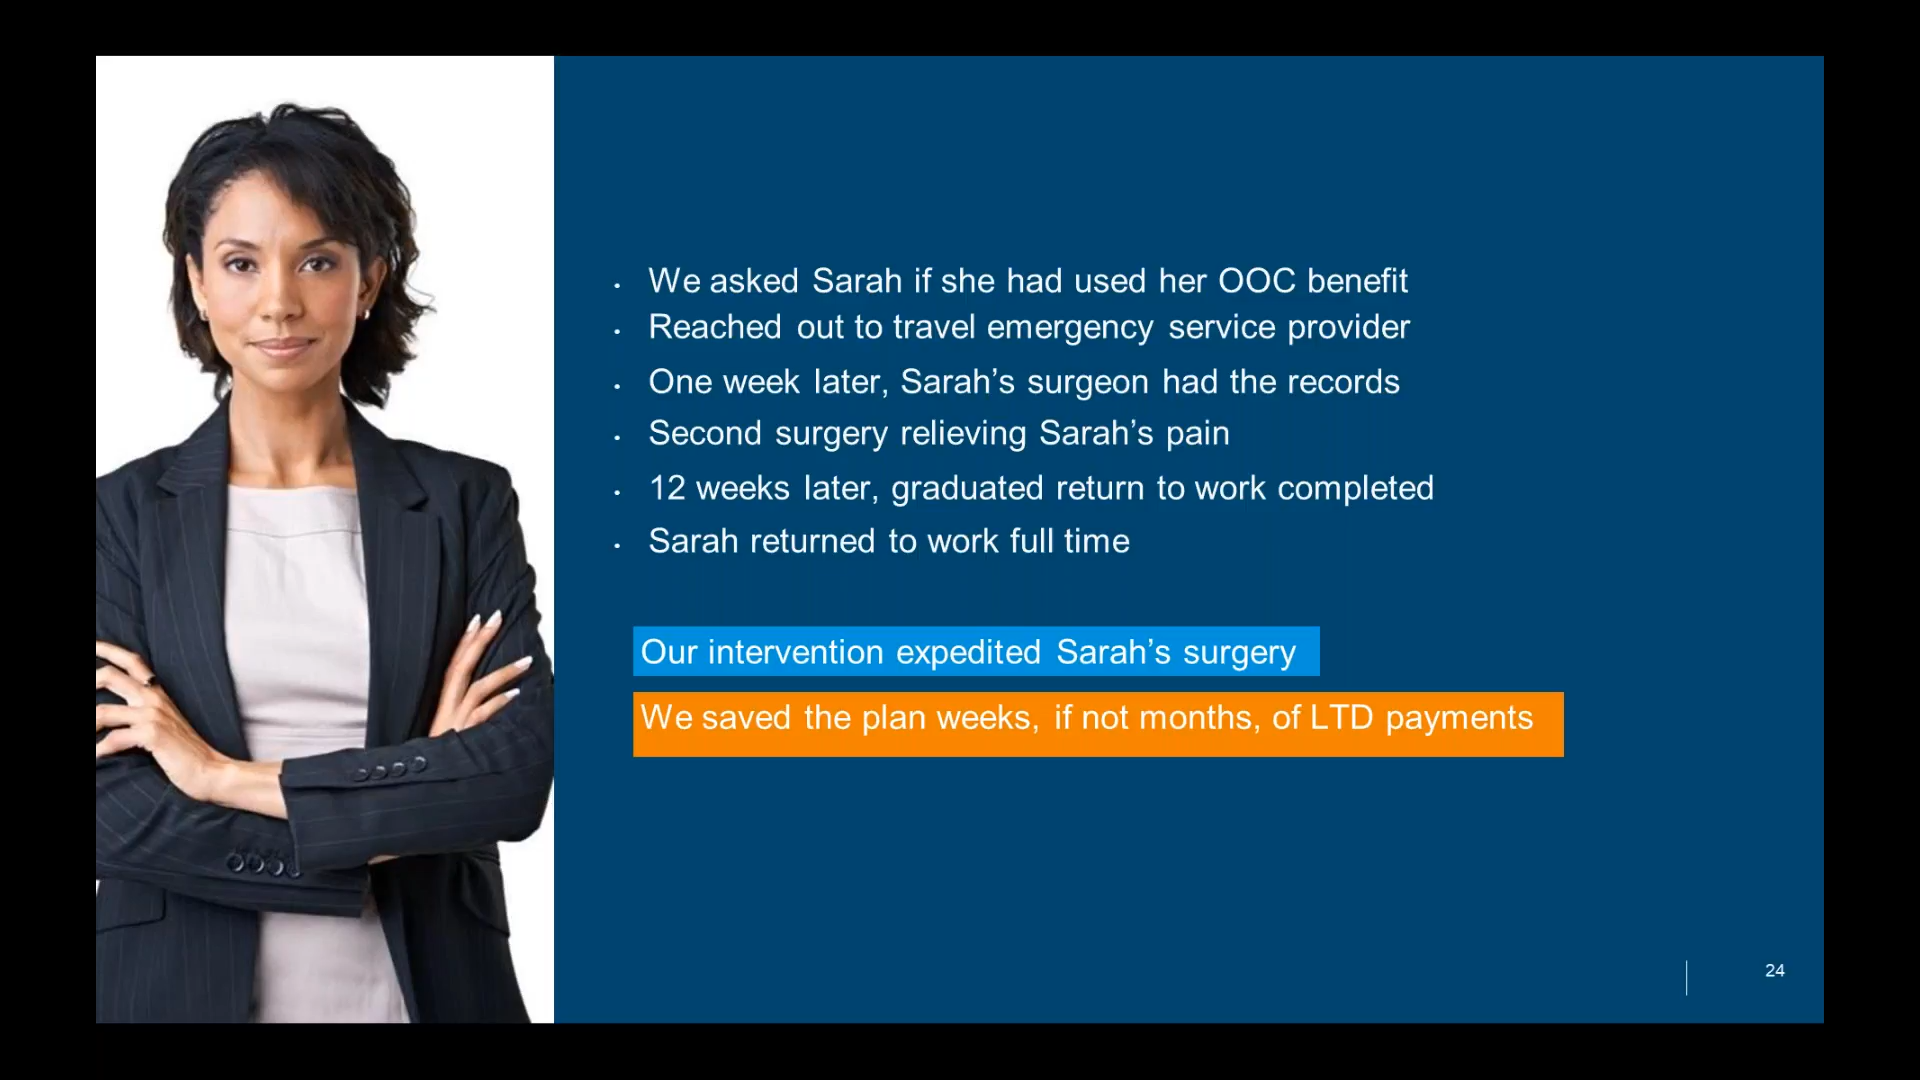 • We asked Sarah if she had used her OOC benefit
• Reached out to travel emergency service provider
• One week later, Sarah’s surgeon had the records
• Second surgery relieving Sarah’s pain
• 12 weeks later, graduated return to work completed
• Sarah returned to work full time
Our intervention expedited Sarah’s surgery
We saved the plan weeks, if not months, of LTD payments
24